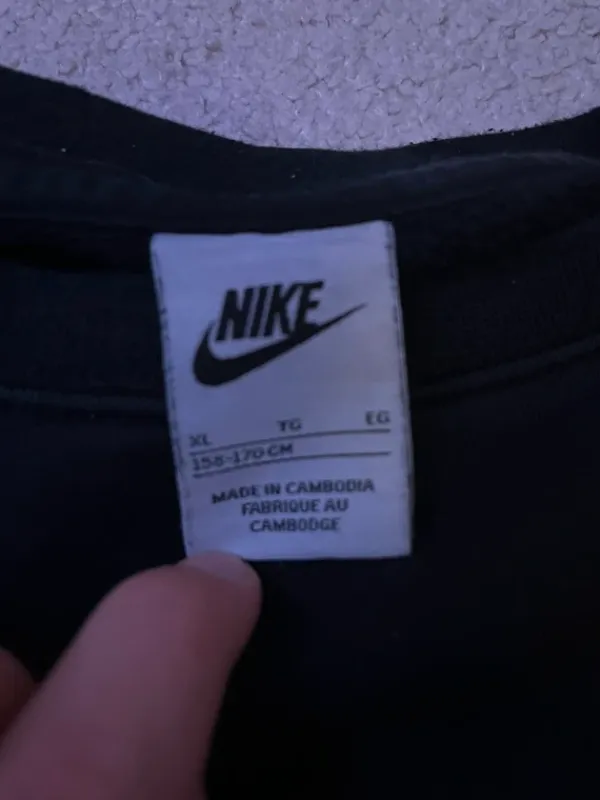 NIKE
XL TG EG
158-170 CM
MADE IN CAMBODIA
FABRIQUE AU
CAMBODGE